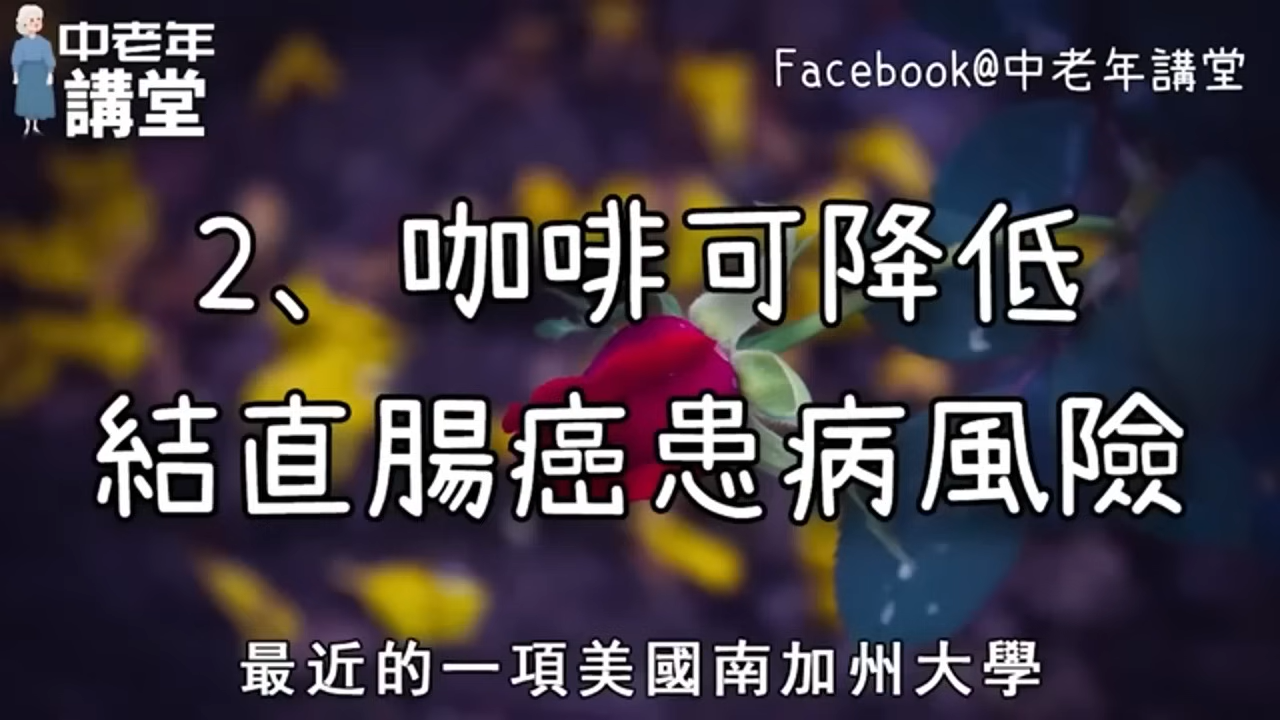 中老年
講堂
Facebook@中老年講堂
2、咖啡可降低
結直腸癌患病風險
最近的一項美國南加州大學